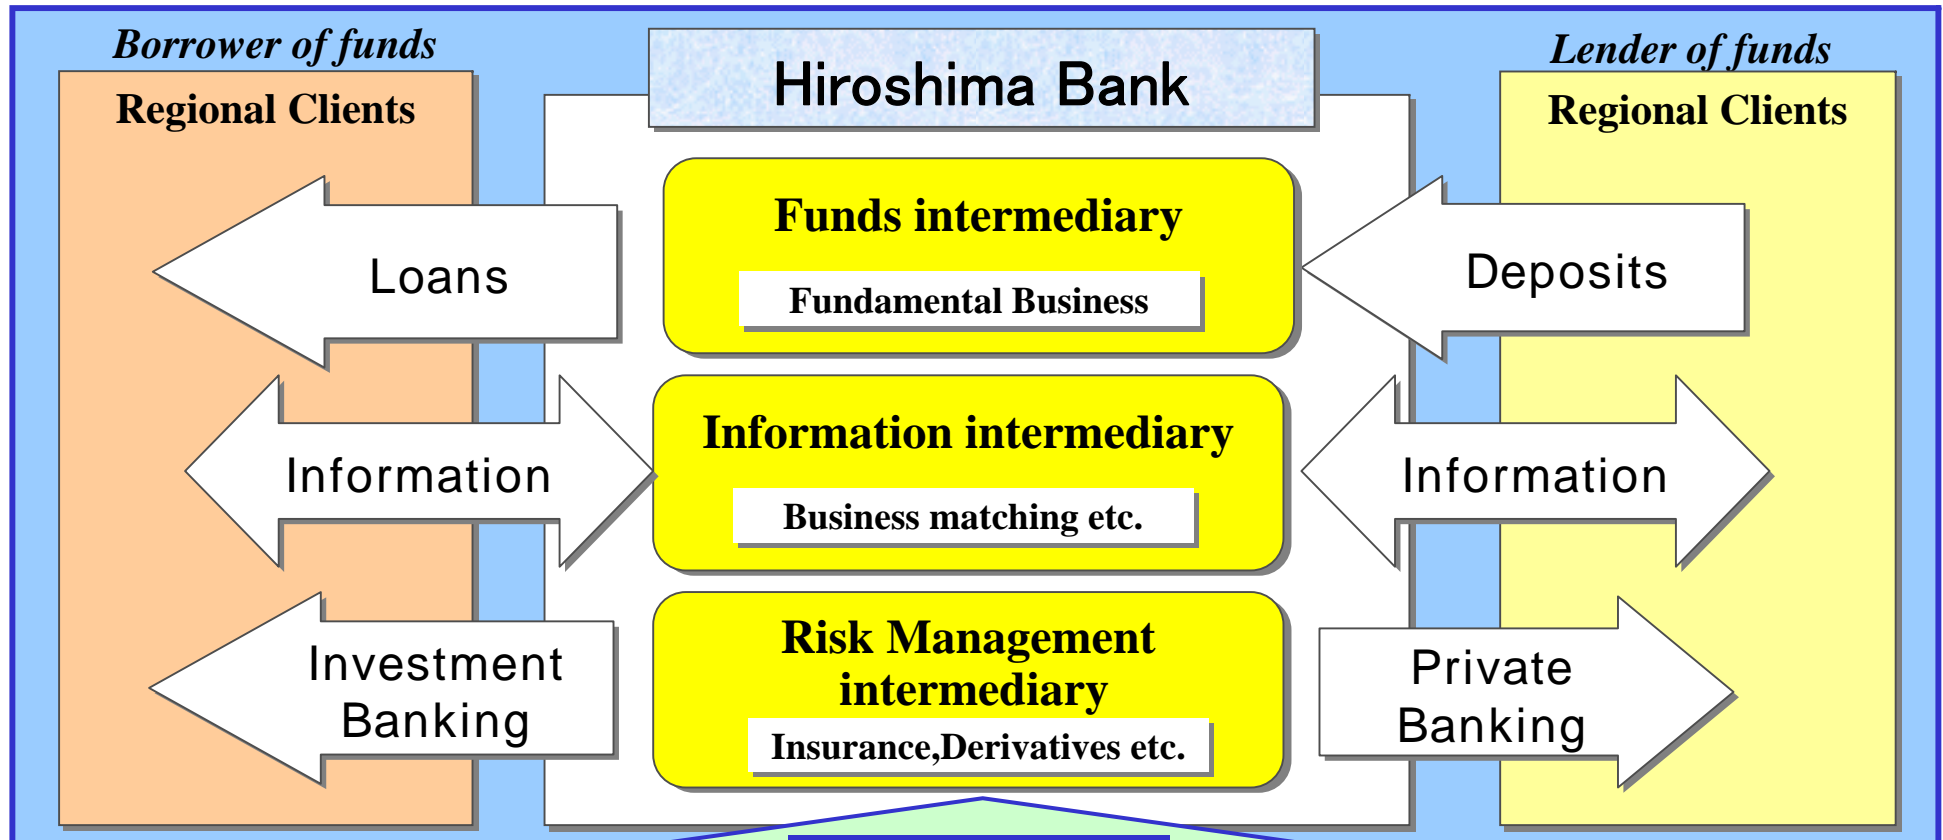 Borrower of funds
Hiroshima Bank
Lender of funds
Regional Clients
Regional Clients
Loans
Funds intermediary
Fundamental Business
Deposits
Information
Information intermediary
Business matching etc.
Information
Investment
Banking
Risk Management
intermediary
Insurance,Derivatives etc.
Private
Banking